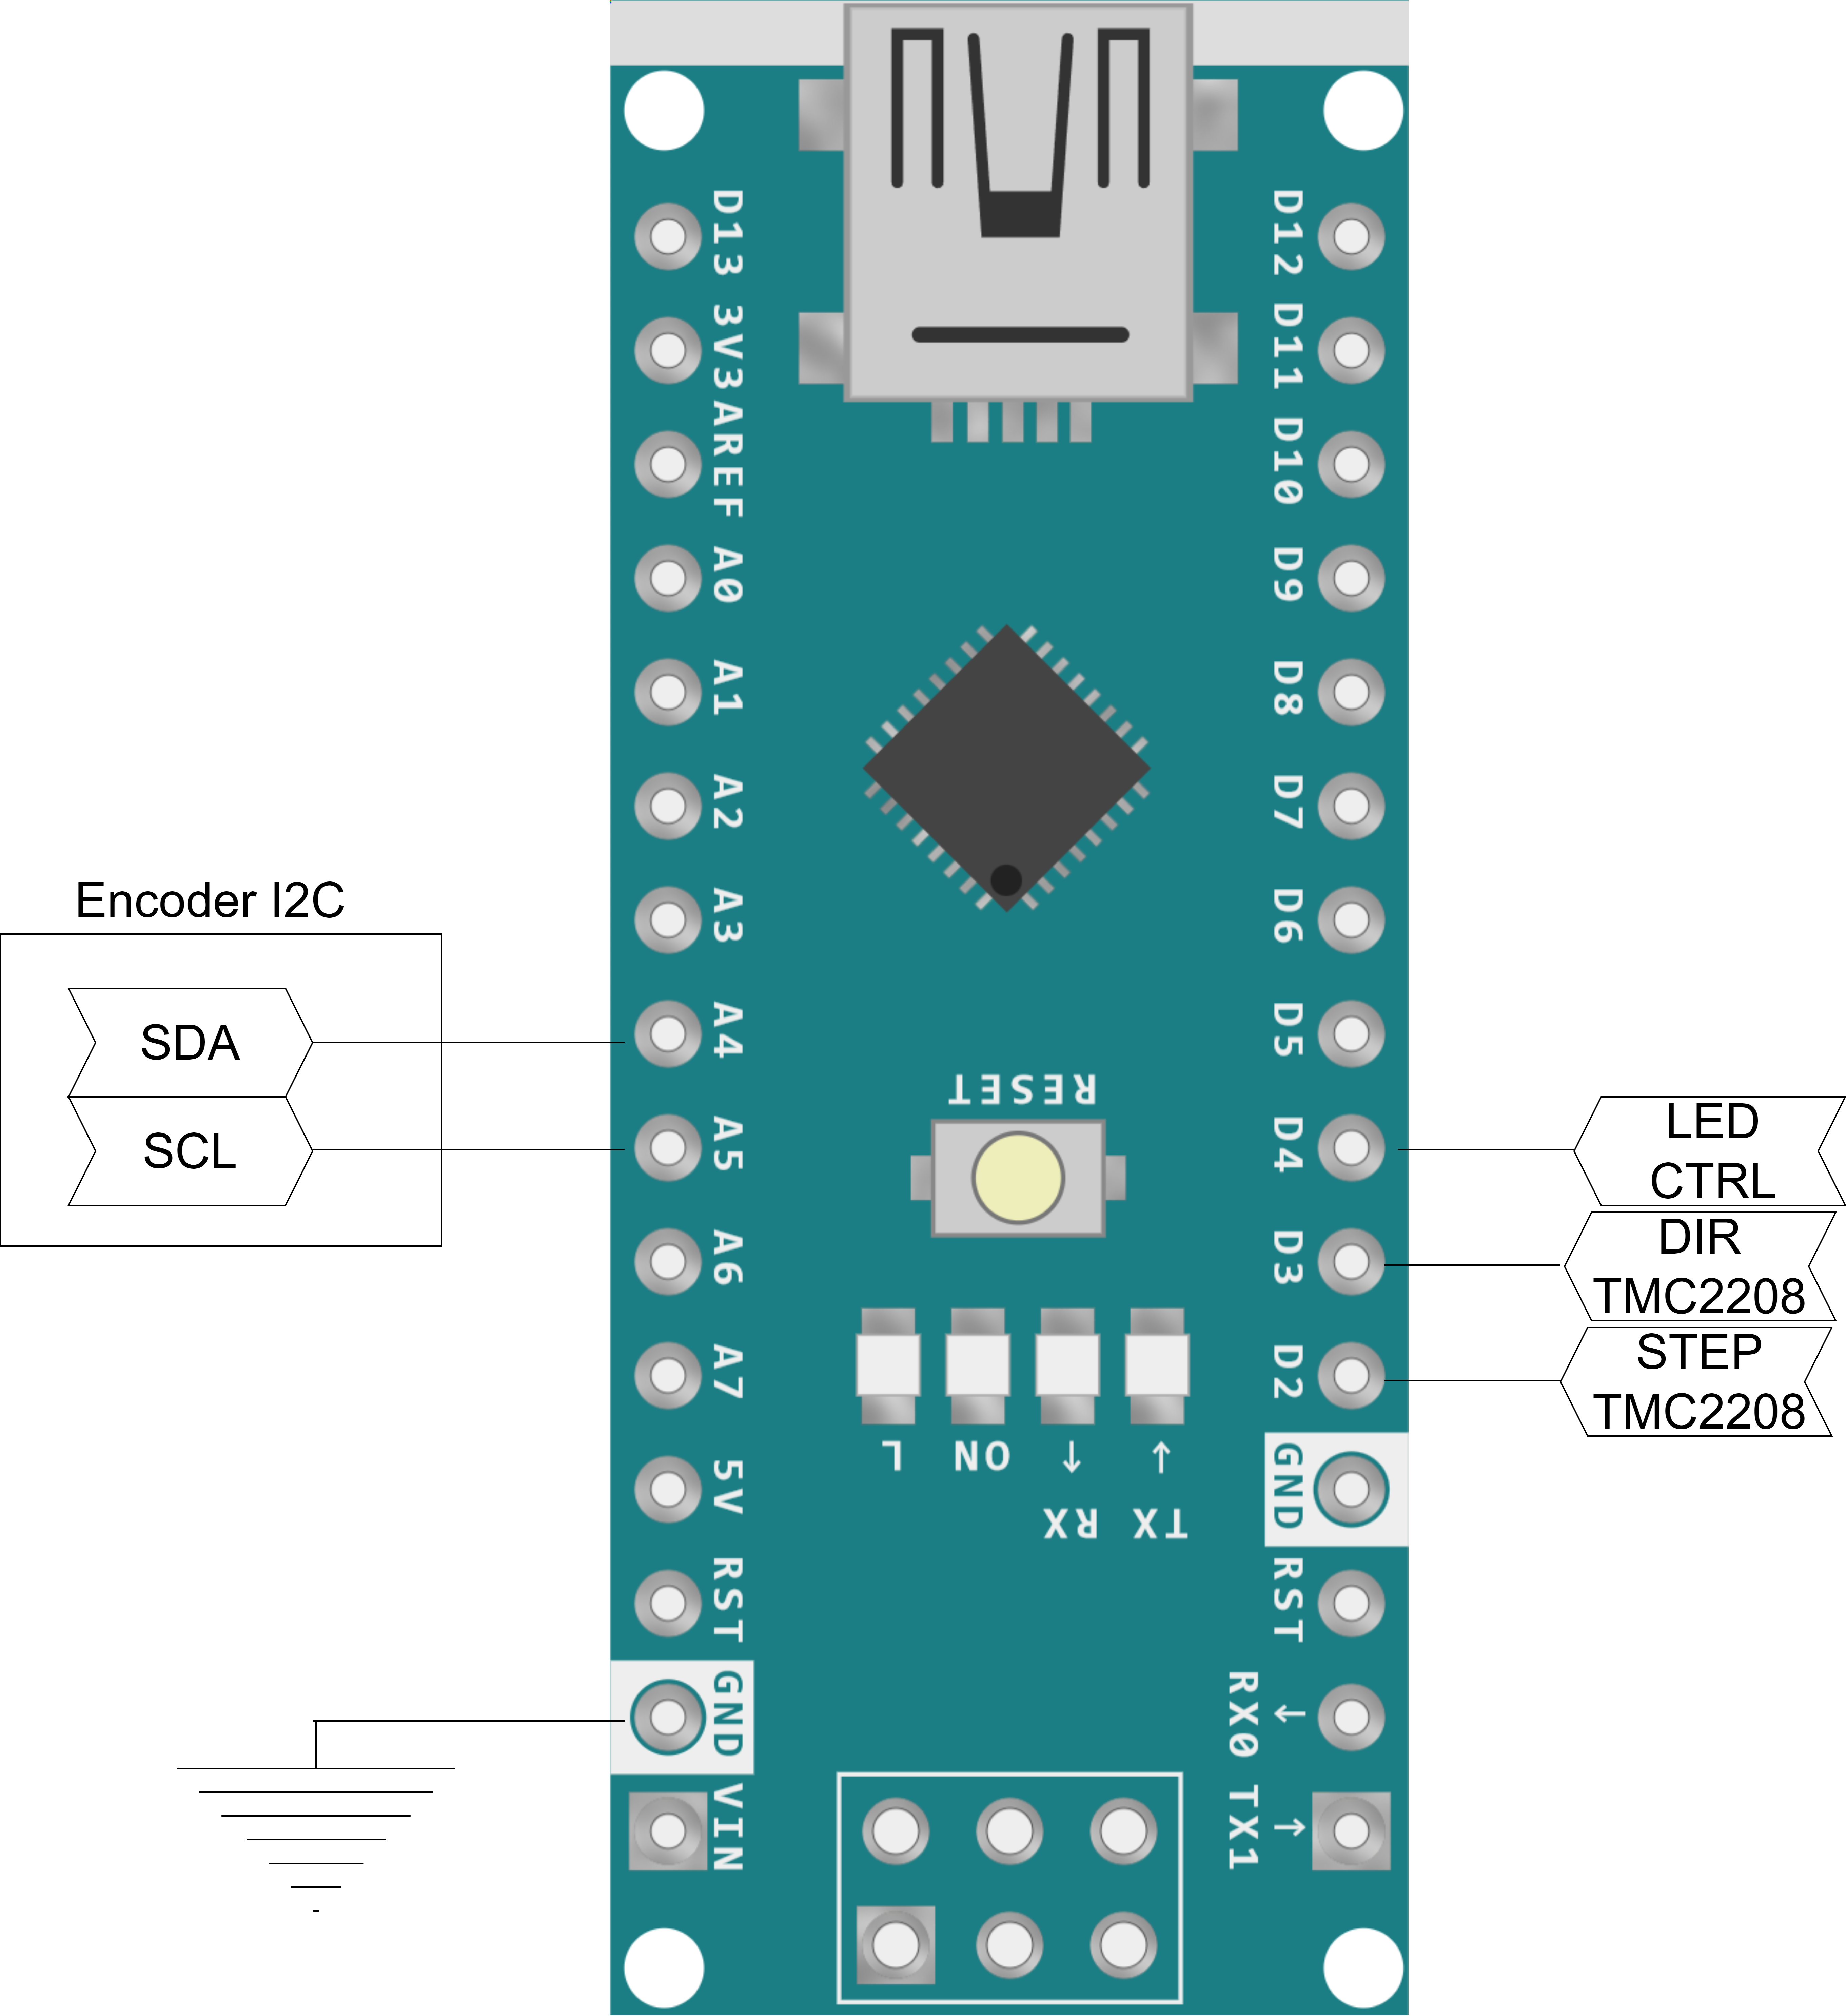 D13
3V3
AREF
A0
A1
A2
A3
A4
A5
A6
A7
5V
RST
GND
VIN
D12
D11
D10
D9
D8
D7
D6
D5
D4
D3
D2
GND
RST
RX0 ↓
TX1 ↑
RESET
L
ON
↓
↑
RX
TX
Encoder I2C
SDA
SCL
LED
CTRL
DIR
TMC2208
STEP
TMC2208